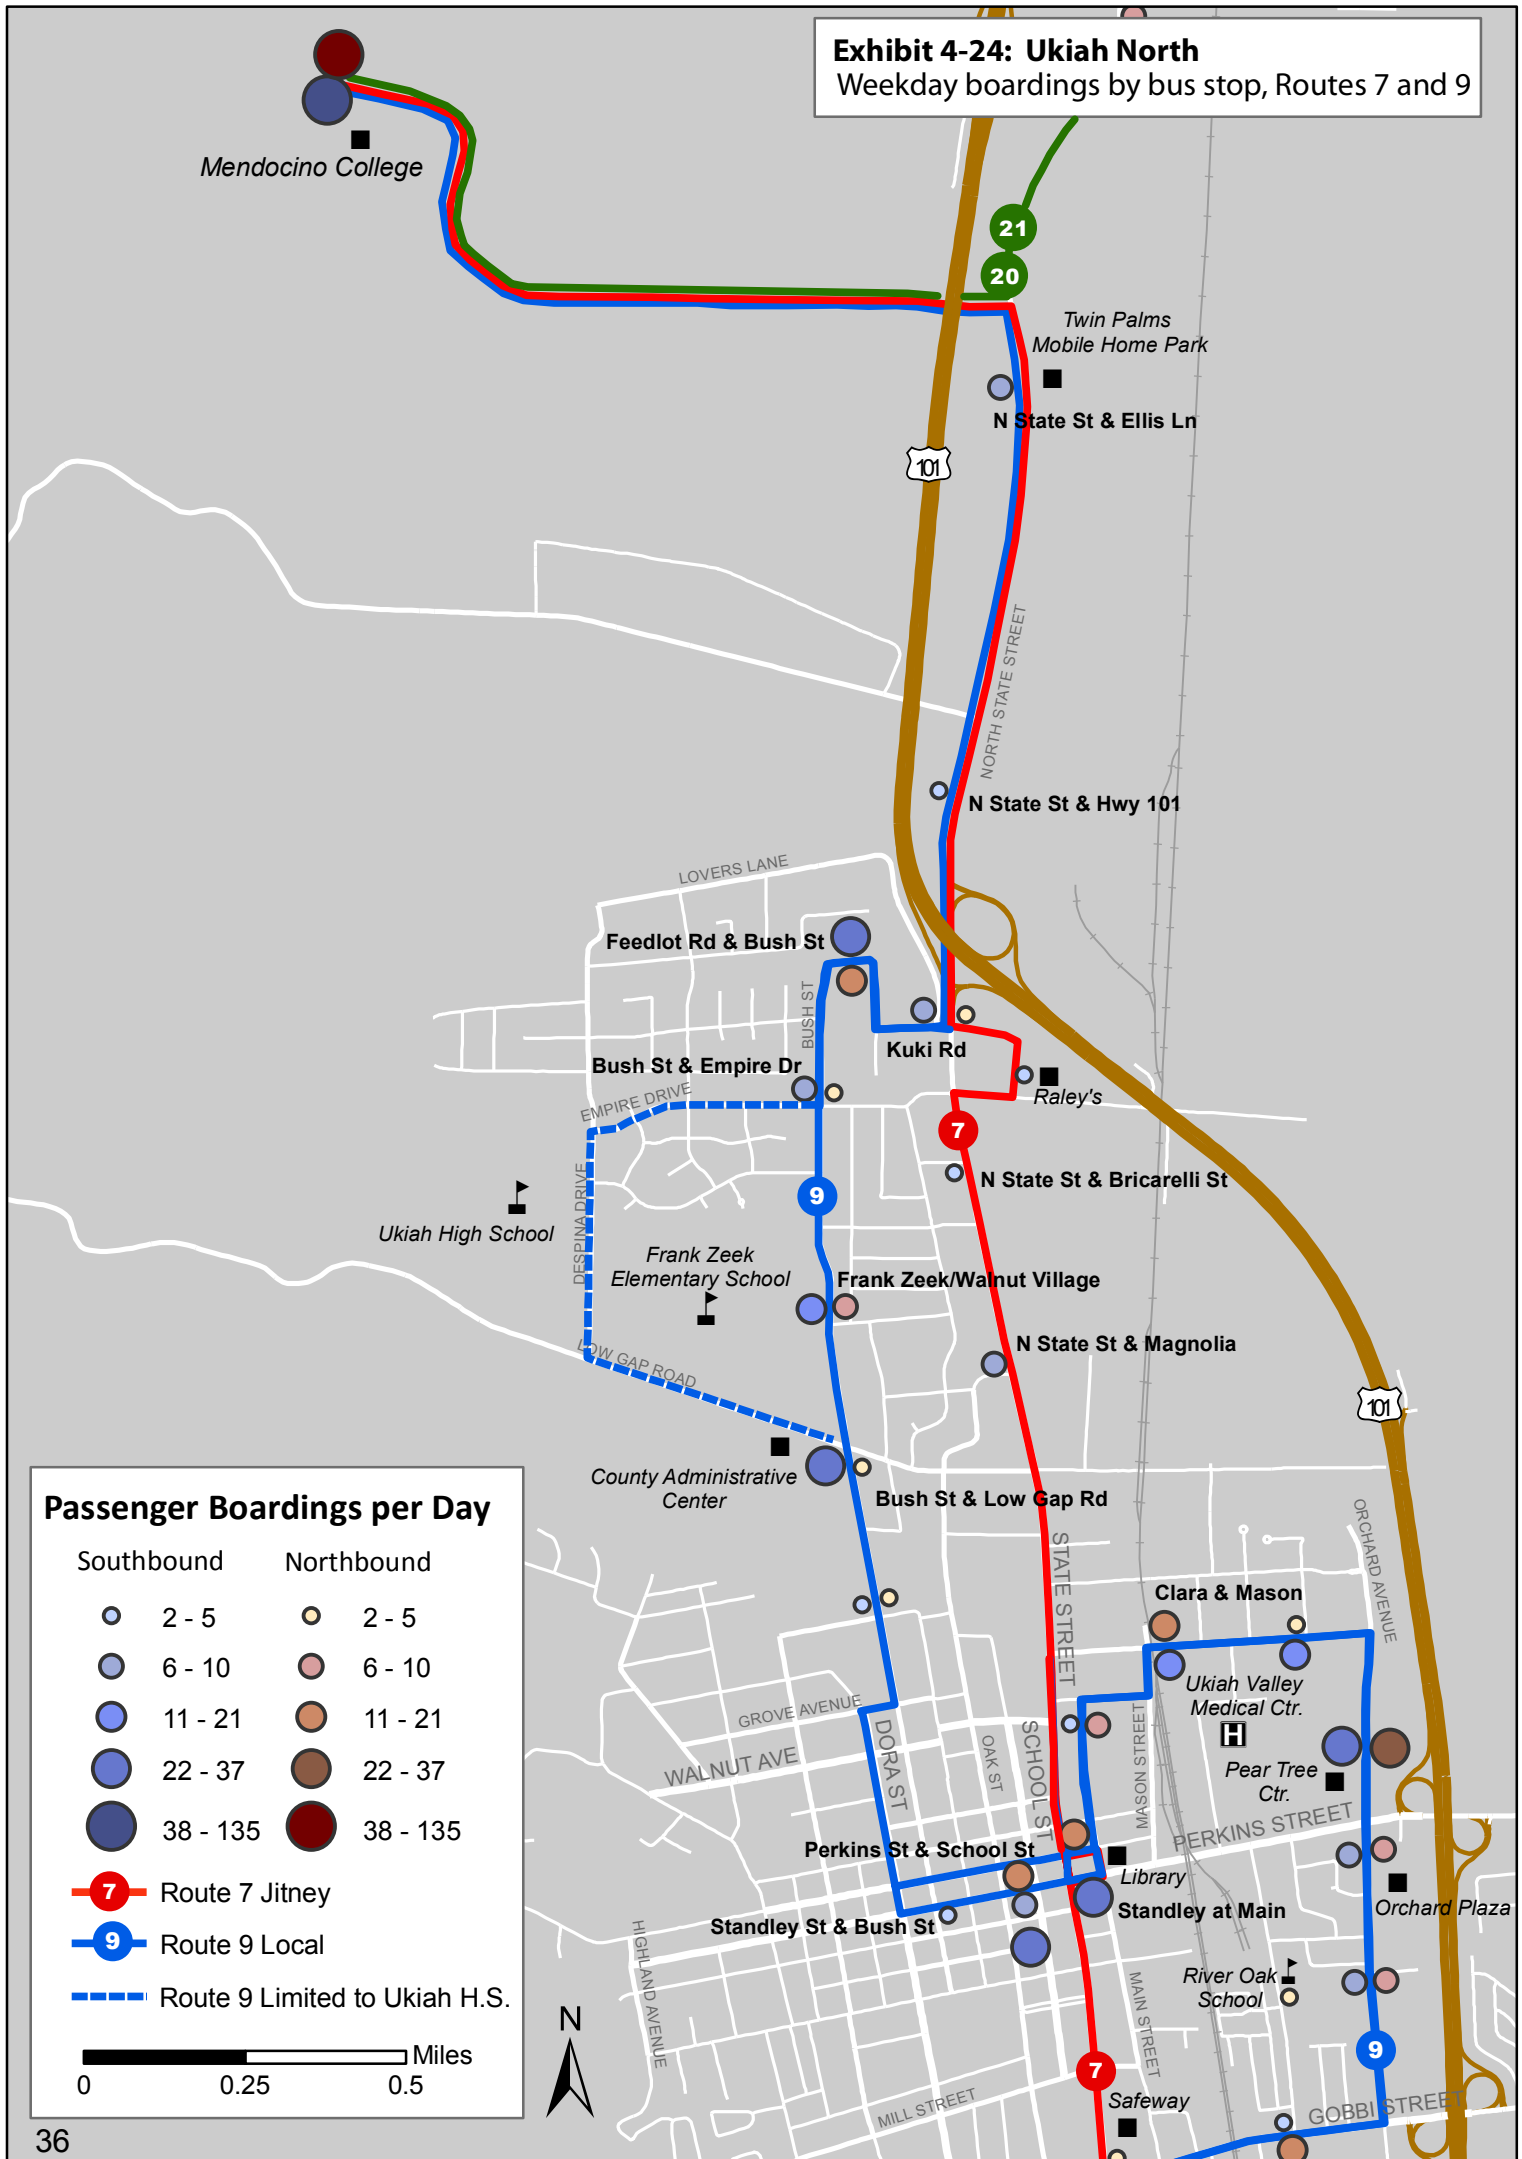 Exhibit 4-24: Ukiah North
Weekday boardings by bus stop, Routes 7 and 9
Mendocino College
21
20
Twin Palms
Mobile Home Park
N State St & Ellis Ln
101
NORTH STATE STREET
N State St & Hwy 101
LOVERS LANE
Feedlot Rd & Bush St
BUSH ST
Kuki Rd
Bush St & Empire Dr
EMPIRE DRIVE
Raley's
7
N State St & Bricarelli St
9
Ukiah High School
DESPINA DRIVE
Frank Zeek
Elementary School
Frank Zeek/Walnut Village
N State St & Magnolia
LOW GAP ROAD
101
County Administrative
Center
Bush St & Low Gap Rd
ORCHARD AVENUE
STATE STREET
Clara & Mason
Ukiah Valley
Medical Ctr.
H
GROVE AVENUE
WALNUT AVE
DORA ST
OAK ST
SCHOOL ST
MASON STREET
Pear Tree
Ctr.
PERKINS STREET
Perkins St & School St
Library
Orchard Plaza
Standley St & Bush St
Standley at Main
HIGHLAND AVENUE
MAIN STREET
River Oak
School
9
7
Safeway
MILL STREET
GOBBI STREET
Passenger Boardings per Day
Southbound Northbound
2 - 5 2 - 5
6 - 10 6 - 10
11 - 21 11 - 21
22 - 37 22 - 37
38 - 135 38 - 135
7 Route 7 Jitney
9 Route 9 Local
Route 9 Limited to Ukiah H.S.
Miles
0 0.25 0.5
N
36